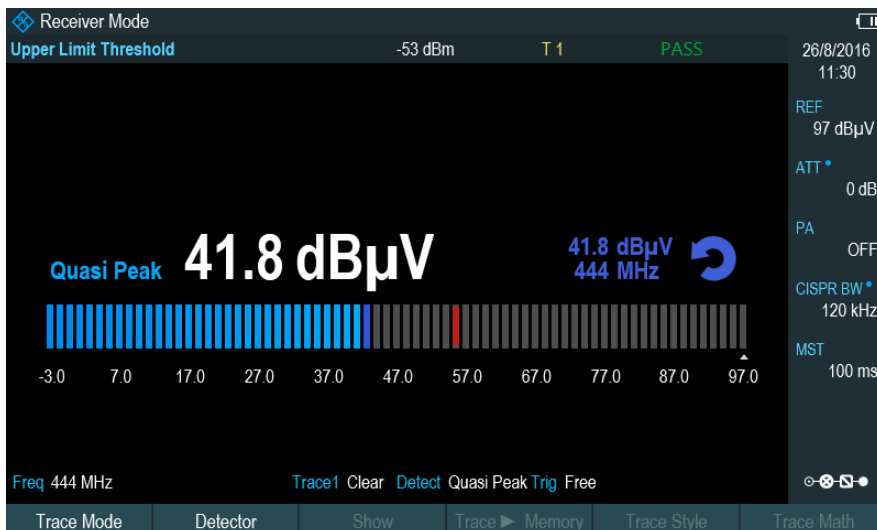 Receiver Mode
Upper Limit Threshold -53 dBm T 1 PASS
26/8/2016
11:30
REF
97 dBµV
ATT
0 dB
PA
OFF
CISPR BW
120 kHz
MST
100 ms
Quasi Peak 41.8 dBµV
41.8 dBµV
444 MHz
-3.0 7.0 17.0 27.0 37.0 47.0 57.0 67.0 77.0 87.0 97.0
Freq 444 MHz Trace1 Clear Detect Quasi Peak Trig Free
Trace Mode Detector Show Trace ► Memory Trace Style Trace Math